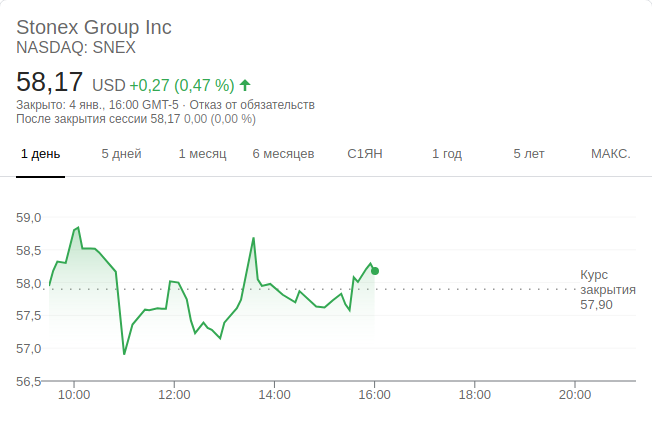 Stonex Group Inc
NASDAQ: SNEX
58,17 USD +0,27 (0,47 %)
Закрыто: 4 янв., 16:00 GMT-5 · Отказ от обязательств
После закрытия сессии 58,17 0,00 (0,00 %)
1 день 5 дней 1 месяц 6 месяцев С1ЯН 1 год 5 лет МАКС.
59,0
58,5
58,0
57,5
57,0
56,5
Курс
закрытия
57,90
10:00 12:00 14:00 16:00 18:00 20:00